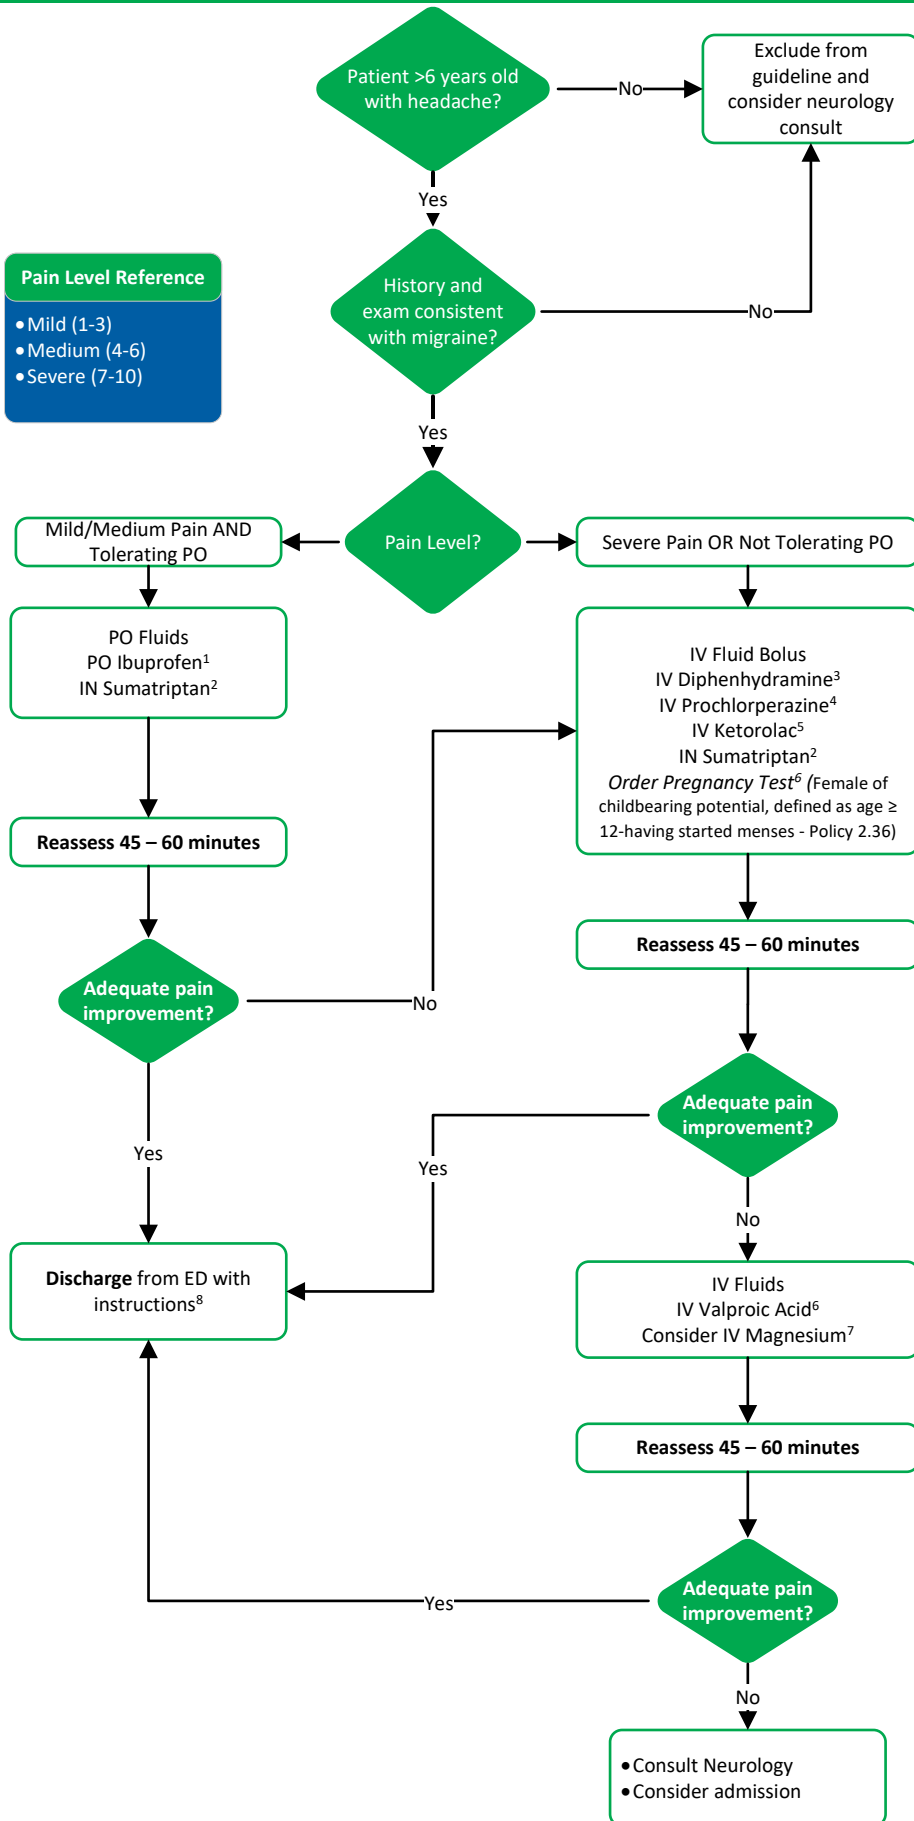 Patient >6 years old
with headache?
No
Exclude from
guideline and
consider neurology
consult
Yes
Pain Level Reference
•Mild (1-3)
•Medium (4-6)
•Severe (7-10)
History and
exam consistent
with migraine?
No
Yes
Mild/Medium Pain AND
Tolerating PO
Pain Level?
Severe Pain OR Not Tolerating PO
PO Fluids
PO Ibuprofen¹
IN Sumatriptan²
IV Fluid Bolus
IV Diphenhydramine³
IV Prochlorperazine⁴
IV Ketorolac⁵
IN Sumatriptan²
Order Pregnancy Test⁶ (Female of
childbearing potential, defined as age ≥
12-having started menses - Policy 2.36)
Reassess 45 – 60 minutes
Reassess 45 – 60 minutes
Adequate pain
improvement?
No
Adequate pain
improvement?
Yes
Yes
No
Discharge from ED with
instructions⁸
IV Fluids
IV Valproic Acid⁶
Consider IV Magnesium⁷
Reassess 45 – 60 minutes
Adequate pain
improvement?
Yes
No
•Consult Neurology
•Consider admission